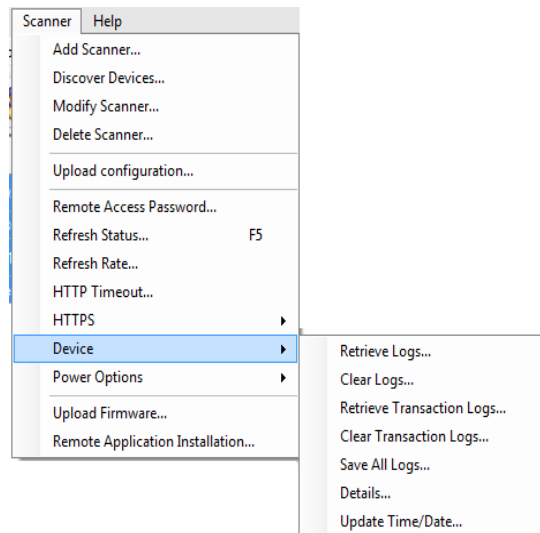 Scanner Help
Add Scanner...
Discover Devices...
Modify Scanner...
Delete Scanner...
Upload configuration...
Remote Access Password...
Refresh Status... F5
Refresh Rate...
HTTP Timeout...
HTTPS
Device
Power Options
Upload Firmware...
Remote Application Installation...
Retrieve Logs...
Clear Logs...
Retrieve Transaction Logs...
Clear Transaction Logs...
Save All Logs...
Details...
Update Time/Date...